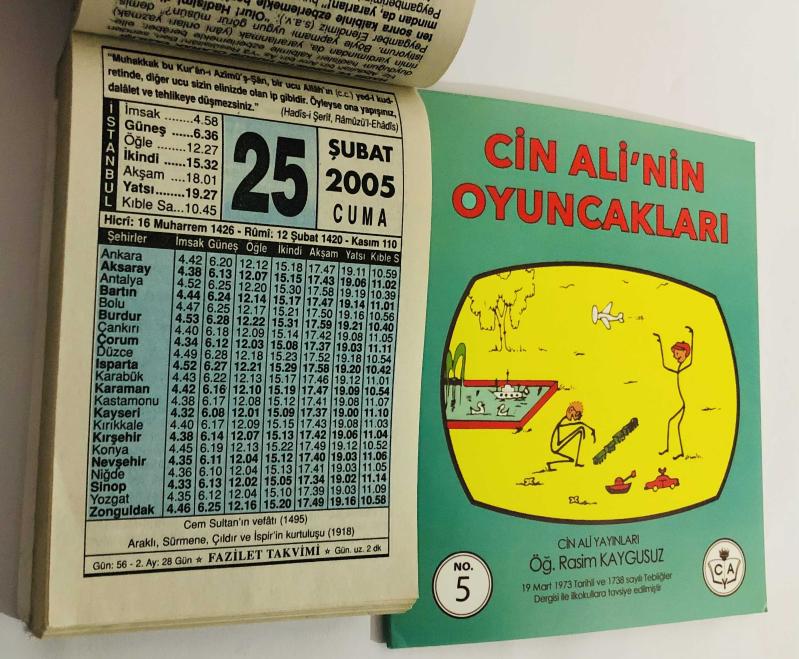 "Muhakkak bu Kur'ân-ı Azîmü'ş-Şân, bir ucu Allâh'ın (c.c.) yed-i kud-
retinde, diğer ucu sizin elinizde olan ip gibidir. Öyleyse ona yapışınız,
dalâlet ve tehlikeye düşmezsiniz." (Hadîs-i Şerif, Râmûzü'l-Ehâdîs)
İSTANBUL
İmsak ........4.58
Güneş ......6.36
Öğle .......12.27
İkindi ......15.32
Akşam ....18.01
Yatsı........19.27
Kıble Sa...10.45
25
ŞUBAT
2005
CUMA
Hicrî: 16 Muharrem 1426 - Rûmî: 12 Şubat 1420 - Kasım 110
Şehirler İmsak Güneş Öğle İkindi Akşam Yatsı Kıble S
Ankara 4.42 6.20 12.12 15.18 17.47 19.11 10.59
Aksaray 4.38 6.13 12.07 15.15 17.43 19.06 11.02
Antalya 4.52 6.25 12.20 15.30 17.58 19.19 10.39
Bartın 4.44 6.24 12.14 15.17 17.47 19.14 11.01
Bolu 4.47 6.25 12.17 15.21 17.50 19.16 10.56
Burdur 4.53 6.28 12.22 15.31 17.59 19.21 10.40
Çankırı 4.40 6.18 12.09 15.14 17.42 19.08 11.05
Çorum 4.34 6.12 12.03 15.08 17.37 19.03 11.11
Düzce 4.49 6.28 12.18 15.23 17.52 19.18 10.54
Isparta 4.52 6.27 12.21 15.29 17.58 19.20 10.42
Karabük 4.43 6.22 12.13 15.17 17.46 19.12 11.01
Karaman 4.42 6.16 12.10 15.19 17.47 19.09 10.54
Kastamonu 4.38 6.17 12.08 15.12 17.41 19.08 11.07
Kayseri 4.32 6.08 12.01 15.09 17.37 19.00 11.10
Kırıkkale 4.40 6.17 12.09 15.15 17.43 19.08 11.03
Kırşehir 4.38 6.14 12.07 15.13 17.42 19.06 11.04
Konya 4.45 6.19 12.13 15.22 17.49 19.12 10.52
Nevşehir 4.35 6.11 12.04 15.12 17.40 19.03 11.06
Niğde 4.36 6.10 12.04 15.13 17.41 19.03 11.05
Sinop 4.33 6.13 12.02 15.05 17.34 19.02 11.14
Yozgat 4.35 6.12 12.04 15.10 17.39 19.03 11.09
Zonguldak 4.46 6.25 12.16 15.20 17.49 19.16 10.58
Cem Sultan'ın vefâtı (1495)
Araklı, Sürmene, Çıldır ve İspir'in kurtuluşu (1918)
Gün: 56 - 2. Ay: 28 Gün ★ FAZİLET TAKVİMİ ★ Gün. uz. 2 dk
CİN ALİ'NİN
OYUNCAKLARI
CİN ALİ YAYINLARI
Öğ. Rasim KAYGUSUZ
19 Mart 1973 Tarihli ve 1738 sayılı Tebliğler
Dergisi ile ilkokullara tavsiye edilmiştir
NO.
5
C A